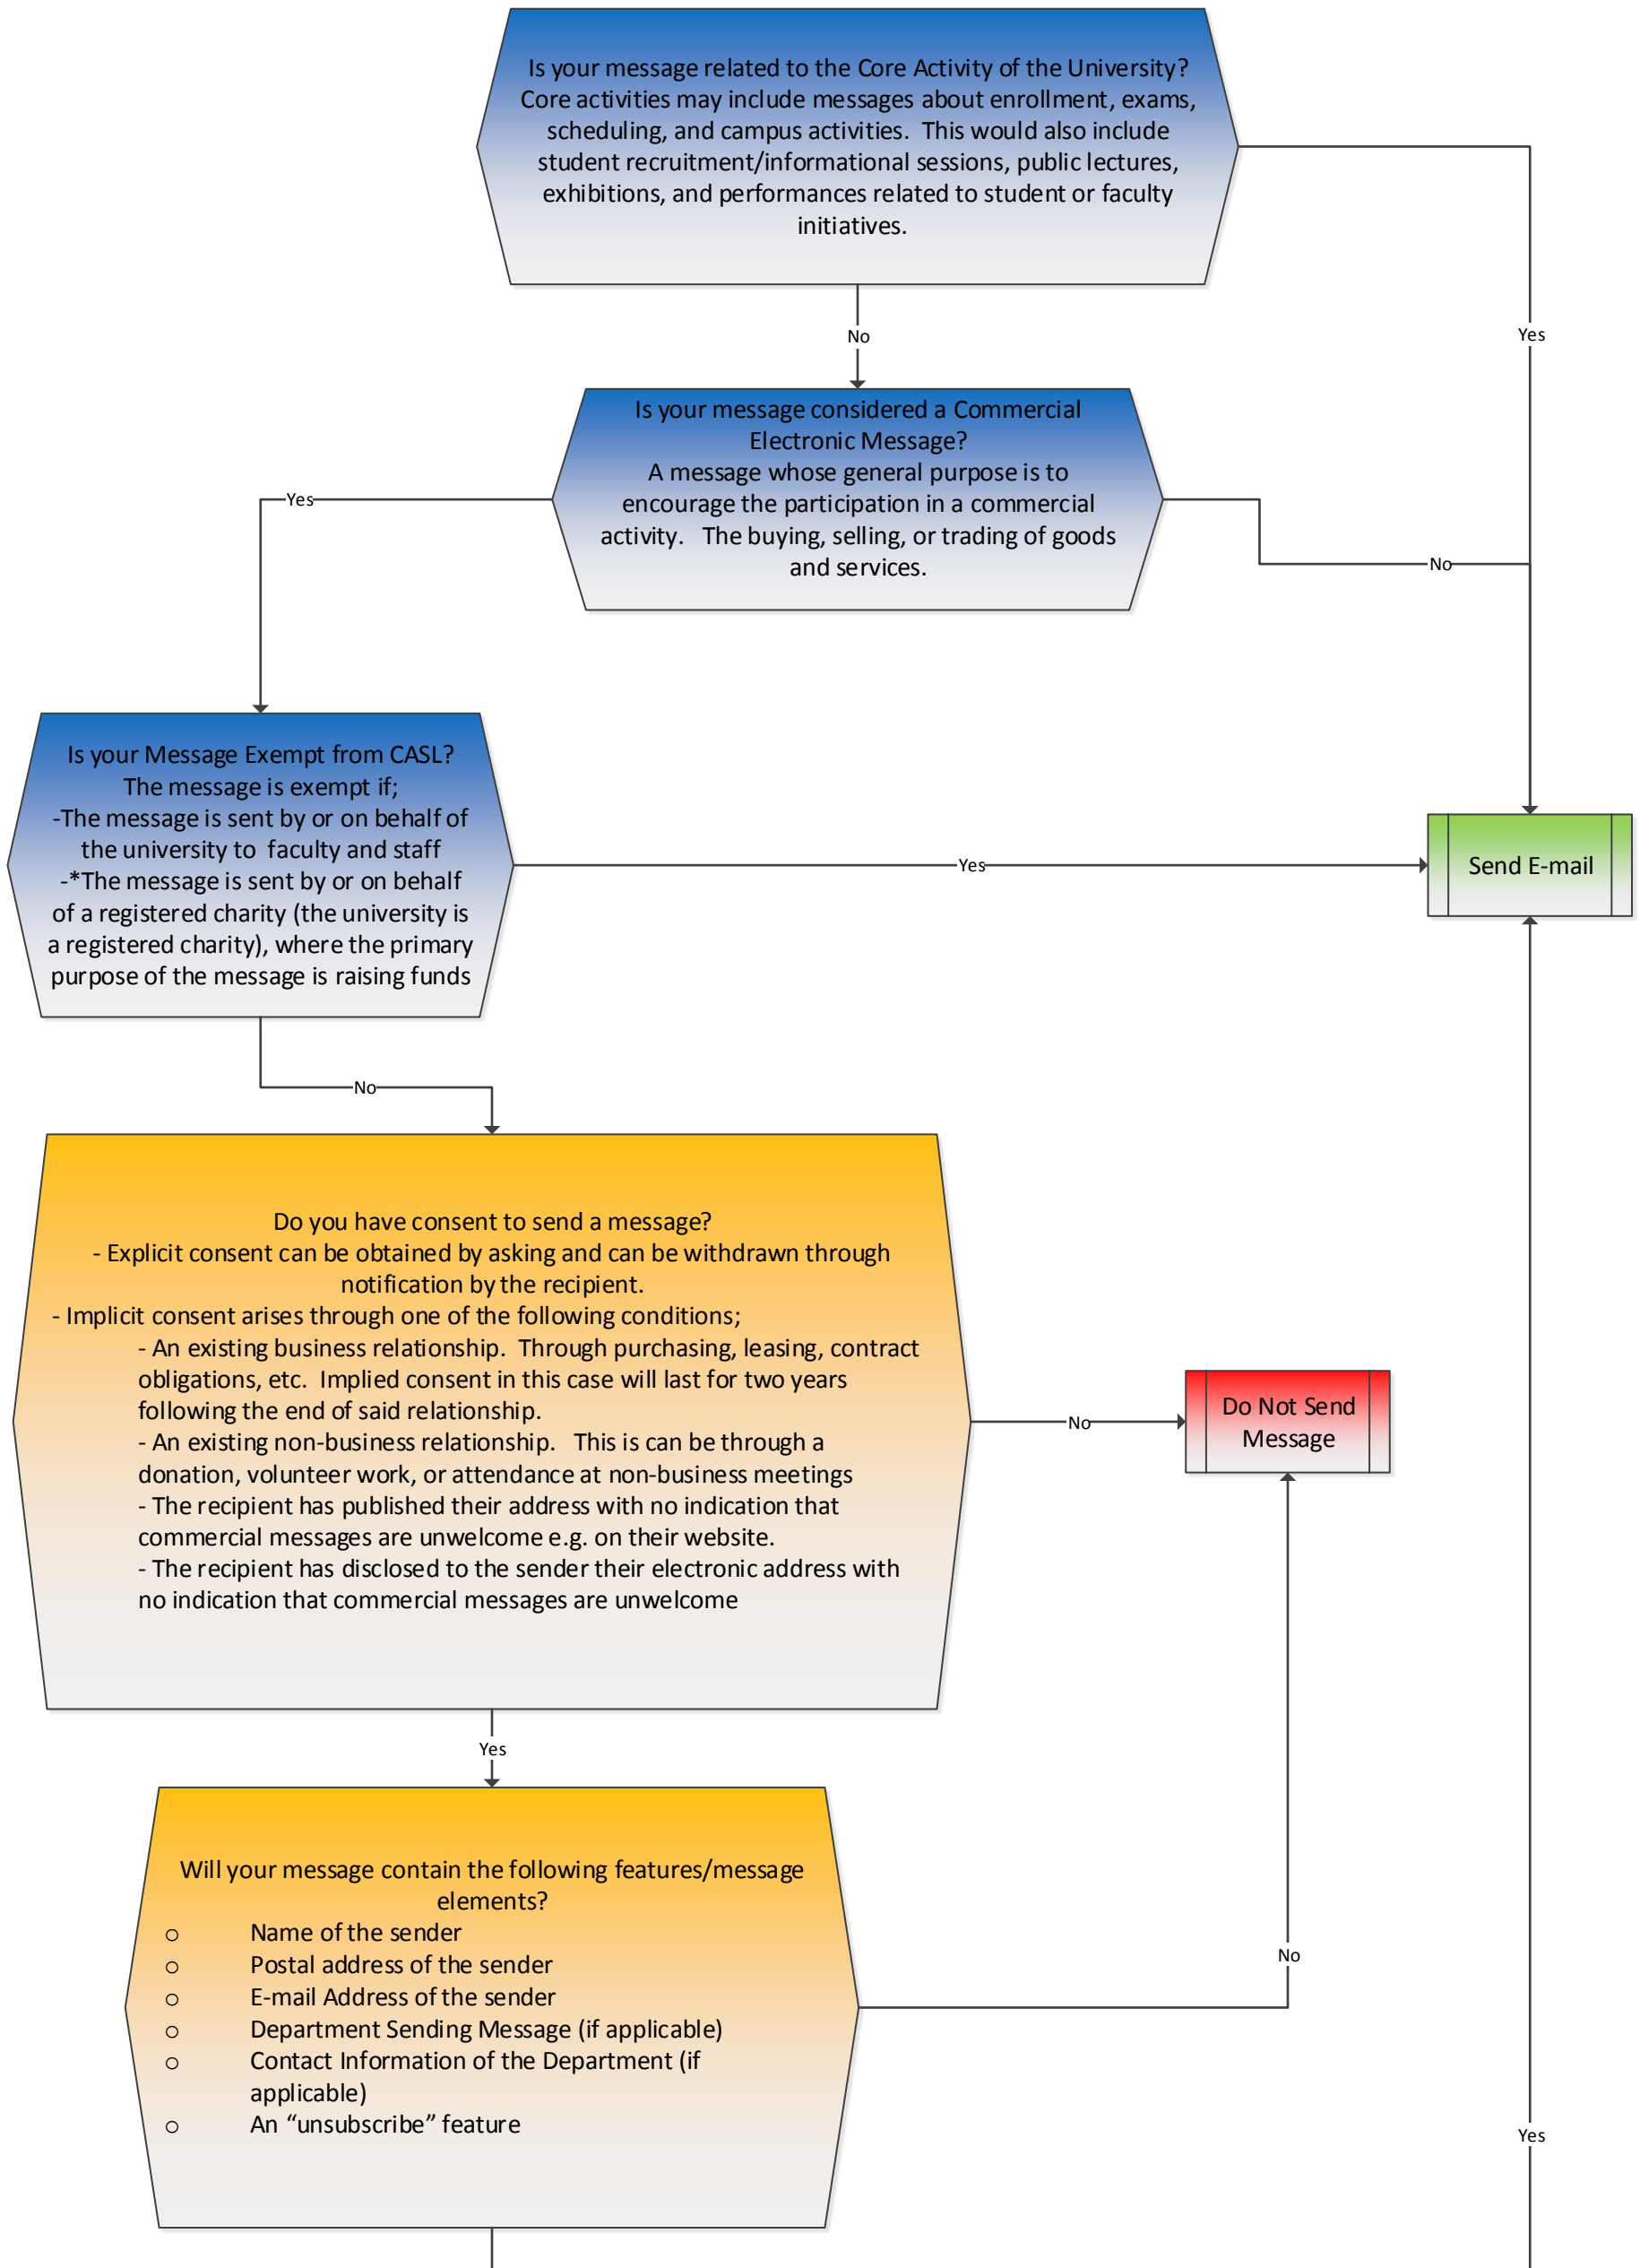 Is your message related to the Core Activity of the University?
Core activities may include messages about enrollment, exams,
scheduling, and campus activities.  This would also include
student recruitment/informational sessions, public lectures,
exhibitions, and performances related to student or faculty
initiatives.
No
Yes
Is your message considered a Commercial
Electronic Message?
A message whose general purpose is to
encourage the participation in a commercial
activity.   The buying, selling, or trading of goods
and services.
Yes
No
Is your Message Exempt from CASL?
The message is exempt if;
-The message is sent by or on behalf of
the university to  faculty and staff
-*The message is sent by or on behalf
of a registered charity (the university is
a registered charity), where the primary
purpose of the message is raising funds
Yes
Send E-mail
No
Do you have consent to send a message?
- Explicit consent can be obtained by asking and can be withdrawn through
notification by the recipient.
- Implicit consent arises through one of the following conditions;
- An existing business relationship.  Through purchasing, leasing, contract
obligations, etc.  Implied consent in this case will last for two years
following the end of said relationship.
- An existing non-business relationship.   This is can be through a
donation, volunteer work, or attendance at non-business meetings
- The recipient has published their address with no indication that
commercial messages are unwelcome e.g. on their website.
- The recipient has disclosed to the sender their electronic address with
no indication that commercial messages are unwelcome
No
Do Not Send
Message
Yes
Will your message contain the following features/message
elements?
o Name of the sender
o Postal address of the sender
o E-mail Address of the sender
o Department Sending Message (if applicable)
o Contact Information of the Department (if
applicable)
o An “unsubscribe” feature
No
Yes